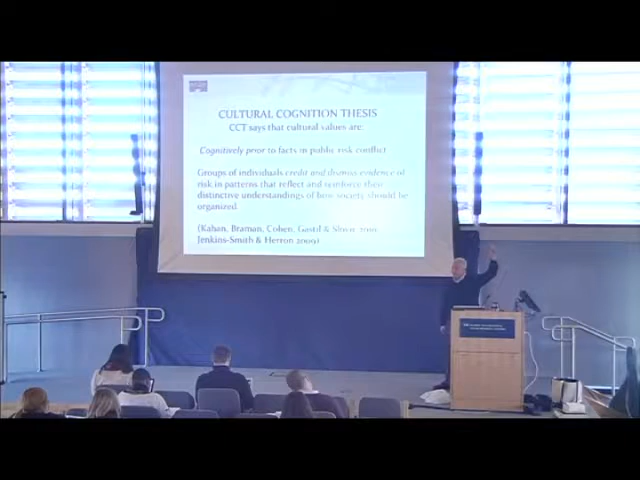 CULTURAL COGNITION THESIS
CCT says that cultural values are:
Cognitively prior to facts in public risk conflict
Groups of individuals credit and dismiss evidence of
risk in patterns that reflect and reinforce their
distinctive understandings of how society should be
organized.
(Kahan, Braman, Cohen, Gastil & Slovic 2010
Jenkins-Smith & Herron 2009)